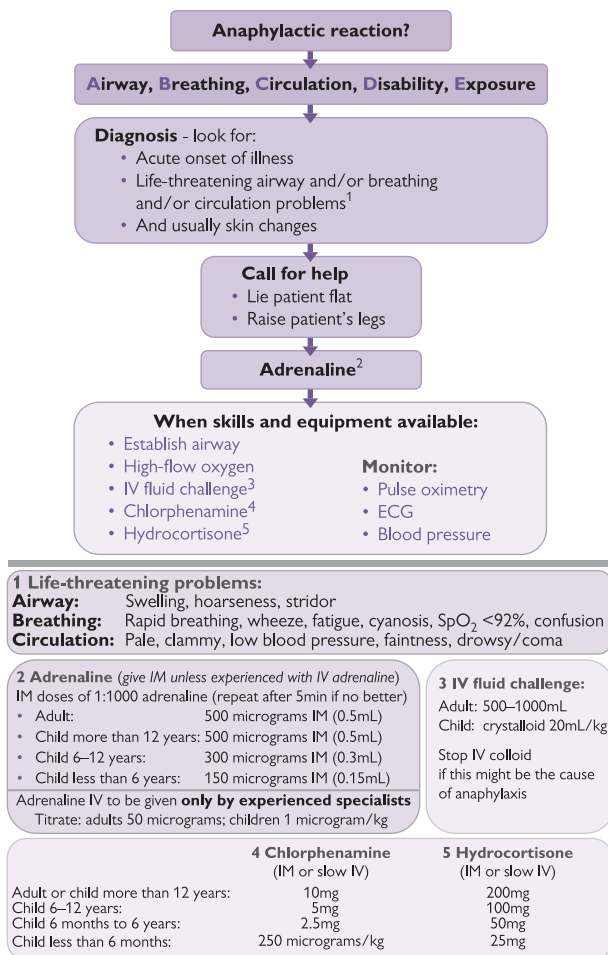 Anaphylactic reaction?
Airway, Breathing, Circulation, Disability, Exposure
Diagnosis - look for:
• Acute onset of illness
• Life-threatening airway and/or breathing
and/or circulation problems1
• And usually skin changes
Call for help
• Lie patient flat
• Raise patient's legs
Adrenaline2
When skills and equipment available:
• Establish airway
• High-flow oxygen
• IV fluid challenge3
• Chlorphenamine4
• Hydrocortisone5
Monitor:
• Pulse oximetry
• ECG
• Blood pressure
1 Life-threatening problems:
Airway: Swelling, hoarseness, stridor
Breathing: Rapid breathing, wheeze, fatigue, cyanosis, SpO2 <92%, confusion
Circulation: Pale, clammy, low blood pressure, faintness, drowsy/coma
2 Adrenaline (give IM unless experienced with IV adrenaline)
IM doses of 1:1000 adrenaline (repeat after 5min if no better)
• Adult: 500 micrograms IM (0.5mL)
• Child more than 12 years: 500 micrograms IM (0.5mL)
• Child 6–12 years: 300 micrograms IM (0.3mL)
• Child less than 6 years: 150 micrograms IM (0.15mL)
Adrenaline IV to be given only by experienced specialists
Titrate: adults 50 micrograms; children 1 microgram/kg
3 IV fluid challenge:
Adult: 500–1000mL
Child: crystalloid 20mL/kg
Stop IV colloid
if this might be the cause
of anaphylaxis
4 Chlorphenamine 5 Hydrocortisone
(IM or slow IV) (IM or slow IV)
Adult or child more than 12 years: 10mg 200mg
Child 6–12 years: 5mg 100mg
Child 6 months to 6 years: 2.5mg 50mg
Child less than 6 months: 250 micrograms/kg 25mg